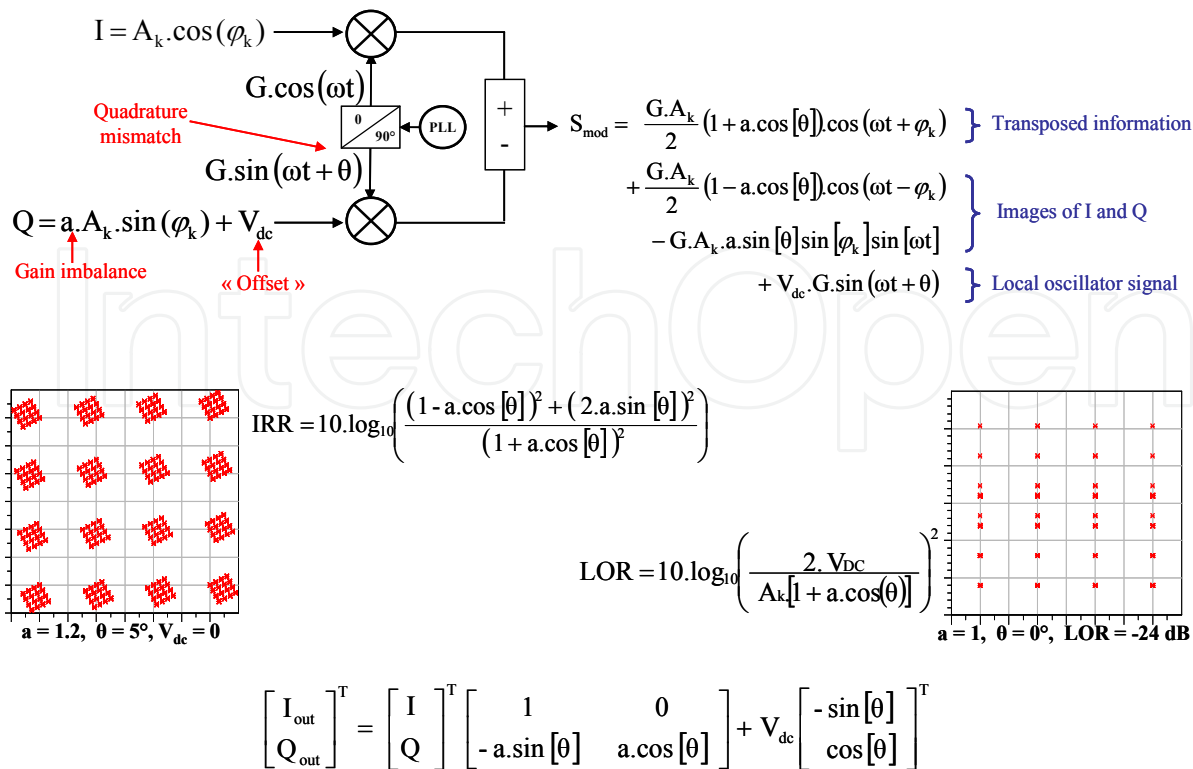 I = A_k.cos(φ_k)
G.cos(ωt)
Quadrature
mismatch
0
90°
PLL
+
-
G.sin(ωt + θ)
Q = a.A_k.sin(φ_k) + V_dc
Gain imbalance
« Offset »
S_mod = G.A_k/2 (1 + a.cos[θ]).cos(ωt + φ_k)
Transposed information
+ G.A_k/2 (1 - a.cos[θ]).cos(ωt - φ_k)
Images of I and Q
- G.A_k.a.sin[θ]sin[φ_k]sin[ωt]
+ V_dc.G.sin(ωt + θ)
Local oscillator signal
IntechOpen
IRR = 10.log₁₀( ((1 - a.cos[θ])² + (2.a.sin[θ])²) / (1 + a.cos[θ])² )
LOR = 10.log₁₀( 2.V_DC / A_k.[1 + a.cos(θ)] )²
a = 1.2, θ = 5°, V_dc = 0
a = 1, θ = 0°, LOR = -24 dB
[I_out Q_out]^T = [I Q]^T [1 0 - a.sin[θ] a.cos[θ]] + V_dc [- sin[θ] cos[θ]]^T